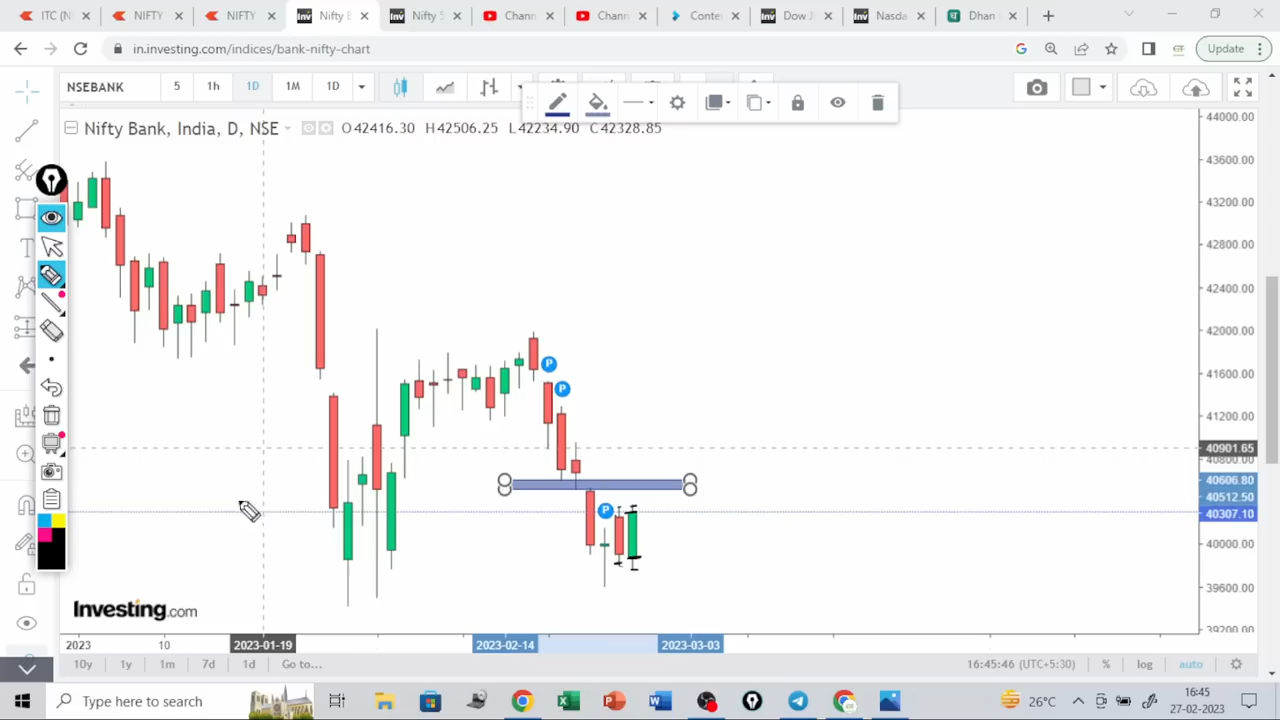 ITC (N
NIFTY
NIFTY
Nifty B
Nifty 5
Chann
Chann
Conte
Dow J
Nasda
Dhan
in.investing.com/indices/bank-nifty-chart
Update
NSEBANK 5 1h 1D 1M 1D
Nifty Bank, India, D, NSE O42416.30 H42506.25 L42234.90 C42328.85
44000.00
43600.00
43200.00
42800.00
42400.00
42000.00
41600.00
41200.00
40901.65
40800.00
40606.80
40512.50
40307.10
40000.00
39600.00
39200.00
P
P
P
Investing.com
2023 10 2023-01-19 2023-02-14 2023-03-03
10y 1y 1m 7d 1d Go to... 16:45:46 (UTC+5:30) % log auto
Type here to search
26°C
16:45
27-02-2023